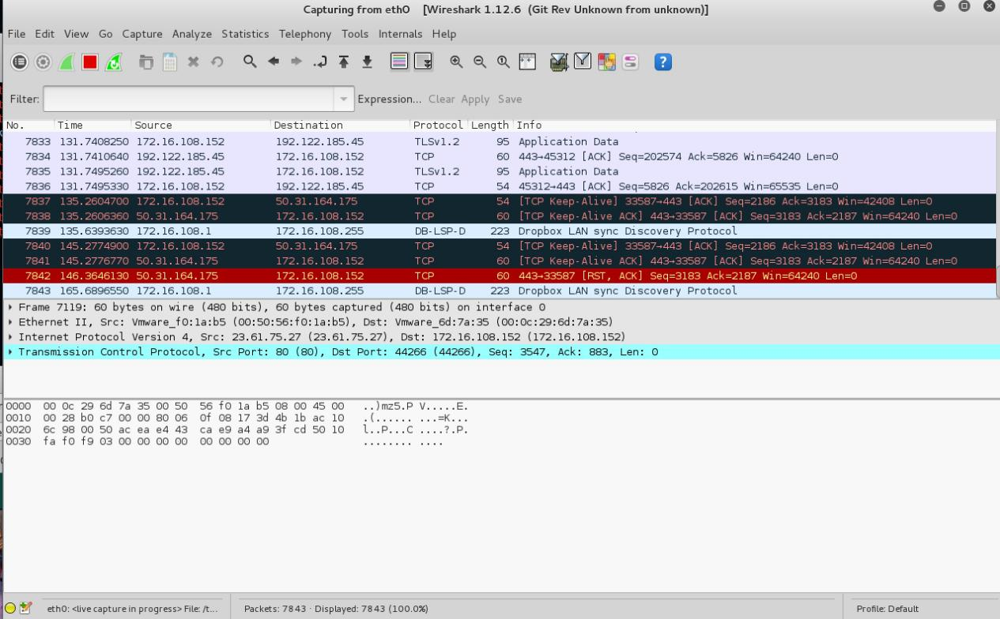 Capturing from eth0 [Wireshark 1.12.6 (Git Rev Unknown from unknown)]
File Edit View Go Capture Analyze Statistics Telephony Tools Internals Help
Filter: Expression... Clear Apply Save
No. Time Source Destination Protocol Length Info
7833 131.7408250 172.16.108.152 192.122.185.45 TLSv1.2 95 Application Data
7834 131.7410640 192.122.185.45 172.16.108.152 TCP 60 443→45312 [ACK] Seq=202574 Ack=5826 Win=64240 Len=0
7835 131.7495260 192.122.185.45 172.16.108.152 TLSv1.2 95 Application Data
7836 131.7495330 172.16.108.152 192.122.185.45 TCP 54 45312→443 [ACK] Seq=5826 Ack=202615 Win=65535 Len=0
7837 135.2604700 172.16.108.152 50.31.164.175 TCP 54 [TCP Keep-Alive] 33587→443 [ACK] Seq=2186 Ack=3183 Win=42408 Len=0
7838 135.2606360 50.31.164.175 172.16.108.152 TCP 60 [TCP Keep-Alive ACK] 443→33587 [ACK] Seq=3183 Ack=2187 Win=64240 Len=0
7839 135.6393630 172.16.108.1 172.16.108.255 DB-LSP-D 223 Dropbox LAN sync Discovery Protocol
7840 145.2774900 172.16.108.152 50.31.164.175 TCP 54 [TCP Keep-Alive] 33587→443 [ACK] Seq=2186 Ack=3183 Win=42408 Len=0
7841 145.2776770 50.31.164.175 172.16.108.152 TCP 60 [TCP Keep-Alive ACK] 443→33587 [ACK] Seq=3183 Ack=2187 Win=64240 Len=0
7842 146.3646130 50.31.164.175 172.16.108.152 TCP 60 443→33587 [RST, ACK] Seq=3183 Ack=2187 Win=64240 Len=0
7843 165.6896550 172.16.108.1 172.16.108.255 DB-LSP-D 223 Dropbox LAN sync Discovery Protocol
Frame 7119: 60 bytes on wire (480 bits), 60 bytes captured (480 bits) on interface 0
Ethernet II, Src: Vmware_f0:1a:b5 (00:50:56:f0:1a:b5), Dst: Vmware_6d:7a:35 (00:0c:29:6d:7a:35)
Internet Protocol Version 4, Src: 23.61.75.27 (23.61.75.27), Dst: 172.16.108.152 (172.16.108.152)
Transmission Control Protocol, Src Port: 80 (80), Dst Port: 44266 (44266), Seq: 3547, Ack: 883, Len: 0
0000 00 0c 29 6d 7a 35 00 50 56 f0 1a b5 08 00 45 00 ..)mz5.P V.....E.
0010 00 28 b0 c7 00 00 80 06 0f 08 17 3d 4b 1b ac 10 .(...... ...=K...
0020 6c 98 00 50 ac ea e4 43 ca e9 a4 a9 3f cd 50 10 l..P...C ....?.P.
0030 fa f0 f9 03 00 00 00 00 00 00 00 00 ........ ....
eth0: <live capture in progress> File: /t... Packets: 7843 · Displayed: 7843 (100.0%) Profile: Default